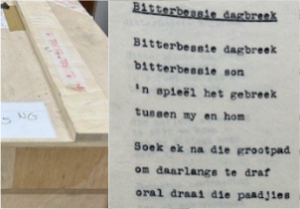 NG
Bitterbessie dagbreek
Bitterbessie dagbreek
bitterbessie son
'n spieël het gebreek
tussen my en hom
Soek ek na die grootpad
om daarlangs te draf
oral draai die paadjies